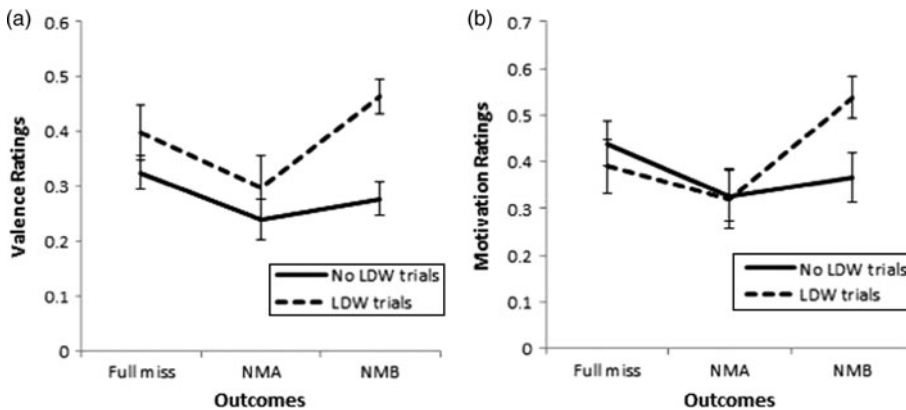 (a)
0.6
0.5
0.4
0.3
0.2
0.1
0
Valence Ratings
Full miss NMA NMB
Outcomes
No LDW trials
LDW trials
(b)
0.7
0.6
0.5
0.4
0.3
0.2
0.1
0
Motivation Ratings
Full miss NMA NMB
Outcomes
No LDW trials
LDW trials